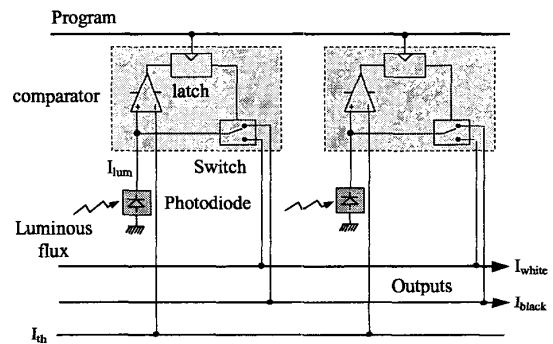 Program
comparator
latch
Switch
I_lum
Photodiode
Luminous
flux
I_white
Outputs
I_black
I_th